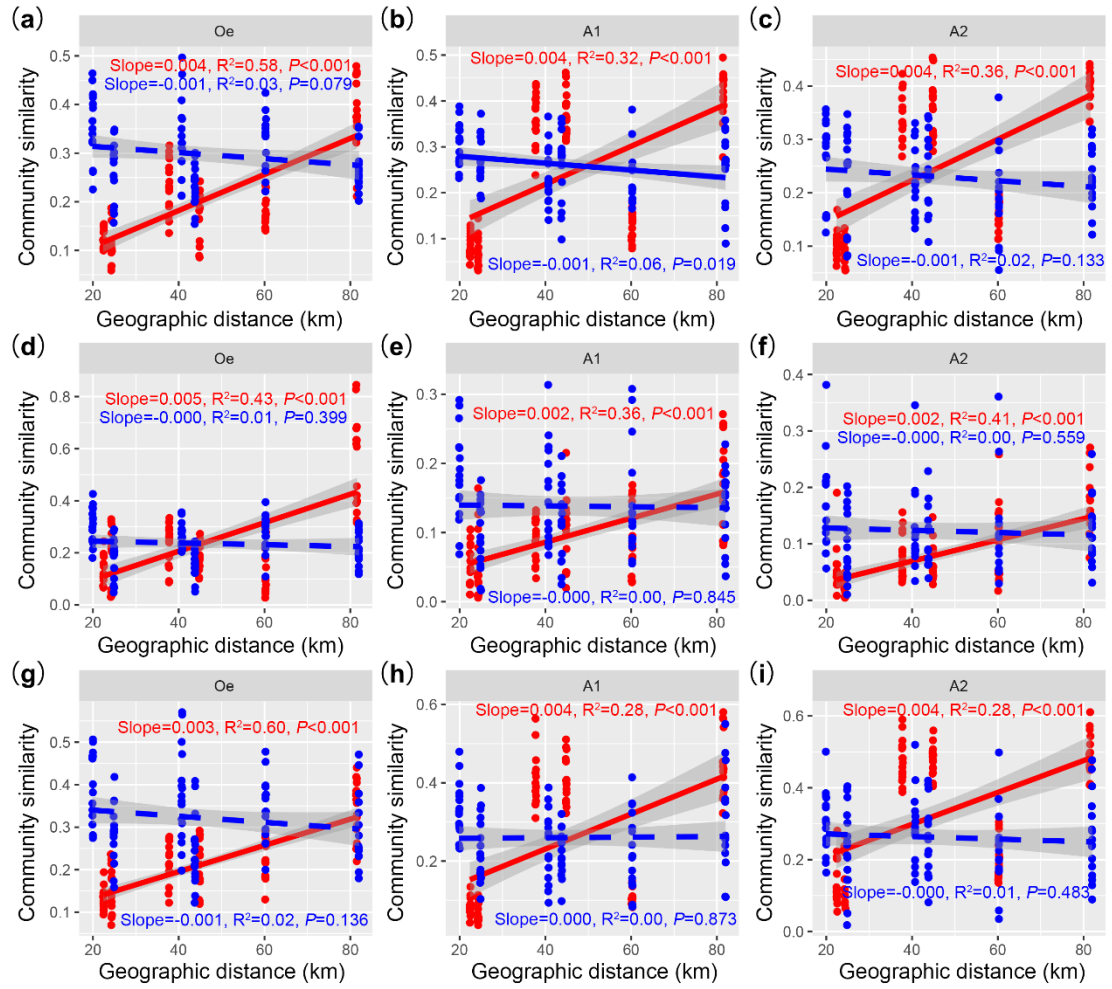 (a)
Oe
Slope=0.004, R²=0.58, P<0.001
Slope=-0.001, R²=0.03, P=0.079
Community similarity
0.5
0.4
0.3
0.2
0.1
20 40 60 80
Geographic distance (km)
(b)
A1
Slope=0.004, R²=0.32, P<0.001
Slope=-0.001, R²=0.06, P=0.019
Community similarity
0.5
0.4
0.3
0.2
0.1
20 40 60 80
Geographic distance (km)
(c)
A2
Slope=0.004, R²=0.36, P<0.001
Slope=-0.001, R²=0.02, P=0.133
Community similarity
0.5
0.4
0.3
0.2
0.1
20 40 60 80
Geographic distance (km)
(d)
Oe
Slope=0.005, R²=0.43, P<0.001
Slope=-0.000, R²=0.01, P=0.399
Community similarity
0.8
0.6
0.4
0.2
0.0
20 40 60 80
Geographic distance (km)
(e)
A1
Slope=0.002, R²=0.36, P<0.001
Slope=-0.000, R²=0.00, P=0.845
Community similarity
0.3
0.2
0.1
0.0
20 40 60 80
Geographic distance (km)
(f)
A2
Slope=0.002, R²=0.41, P<0.001
Slope=-0.000, R²=0.00, P=0.559
Community similarity
0.4
0.3
0.2
0.1
0.0
20 40 60 80
Geographic distance (km)
(g)
Oe
Slope=0.003, R²=0.60, P<0.001
Slope=-0.001, R²=0.02, P=0.136
Community similarity
0.5
0.4
0.3
0.2
0.1
20 40 60 80
Geographic distance (km)
(h)
A1
Slope=0.004, R²=0.28, P<0.001
Slope=0.000, R²=0.00, P=0.873
Community similarity
0.6
0.4
0.2
20 40 60 80
Geographic distance (km)
(i)
A2
Slope=0.004, R²=0.28, P<0.001
Slope=-0.000, R²=0.01, P=0.483
Community similarity
0.6
0.4
0.2
0.0
20 40 60 80
Geographic distance (km)